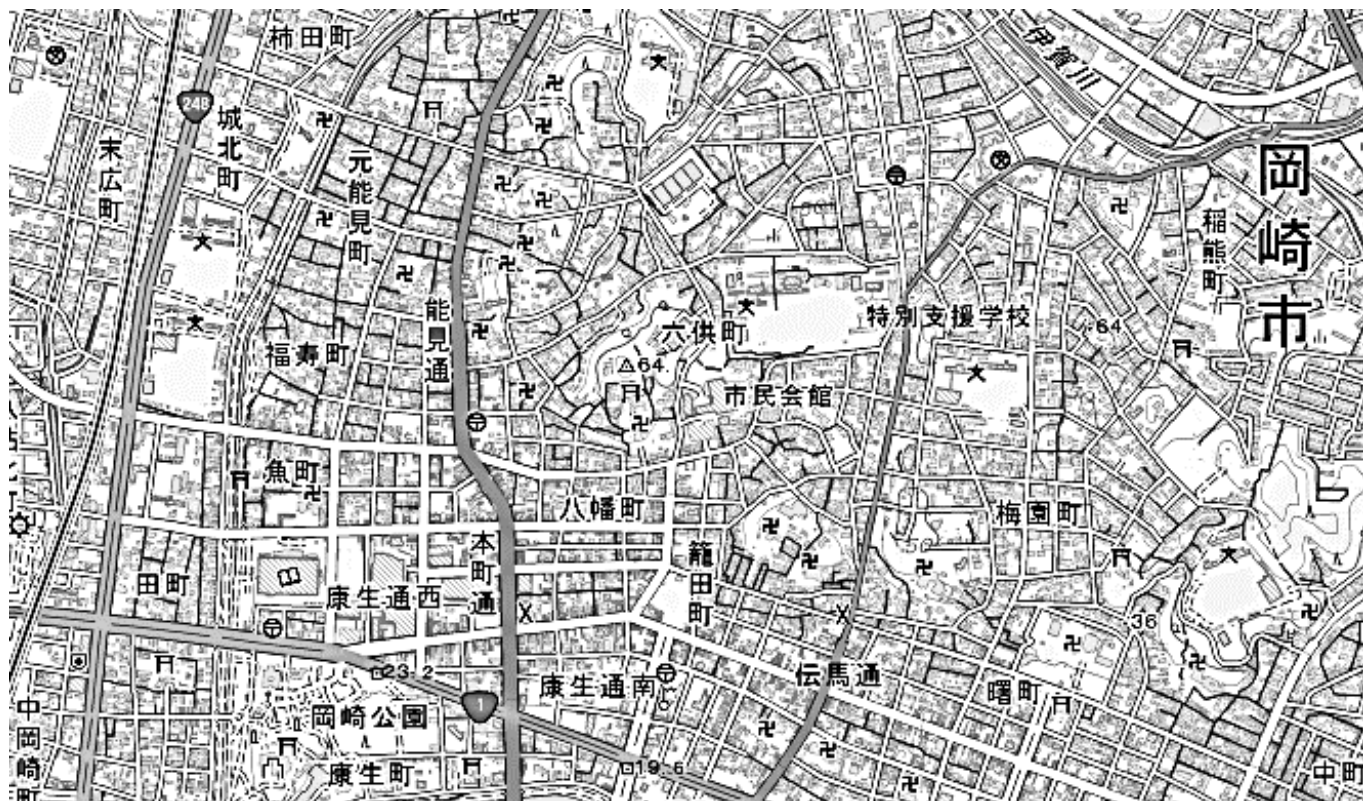 柿田町
伊賀川
248
城北町
末広町
元能見町
岡崎市
稲熊町
能見通
六供町
特別支援学校
64
福寿町
64.7
市民会館
魚町
八幡町
梅園町
本町通
籠田町
田町
康生通西
36
23.2
康生通南
伝馬通
曙町
中岡崎町
岡崎公園
1
康生町
19.6
中町